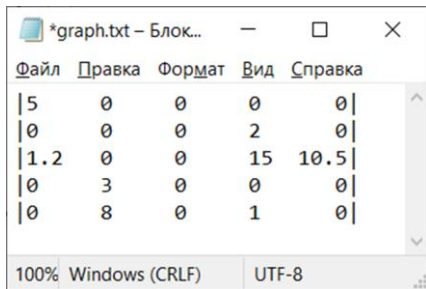 *graph.txt – Блок...
Файл Правка Формат Вид Справка
|5 0 0 0 0|
|0 0 0 2 0|
|1.2 0 0 15 10.5|
|0 3 0 0 0|
|0 8 0 1 0|
100% Windows (CRLF) UTF-8